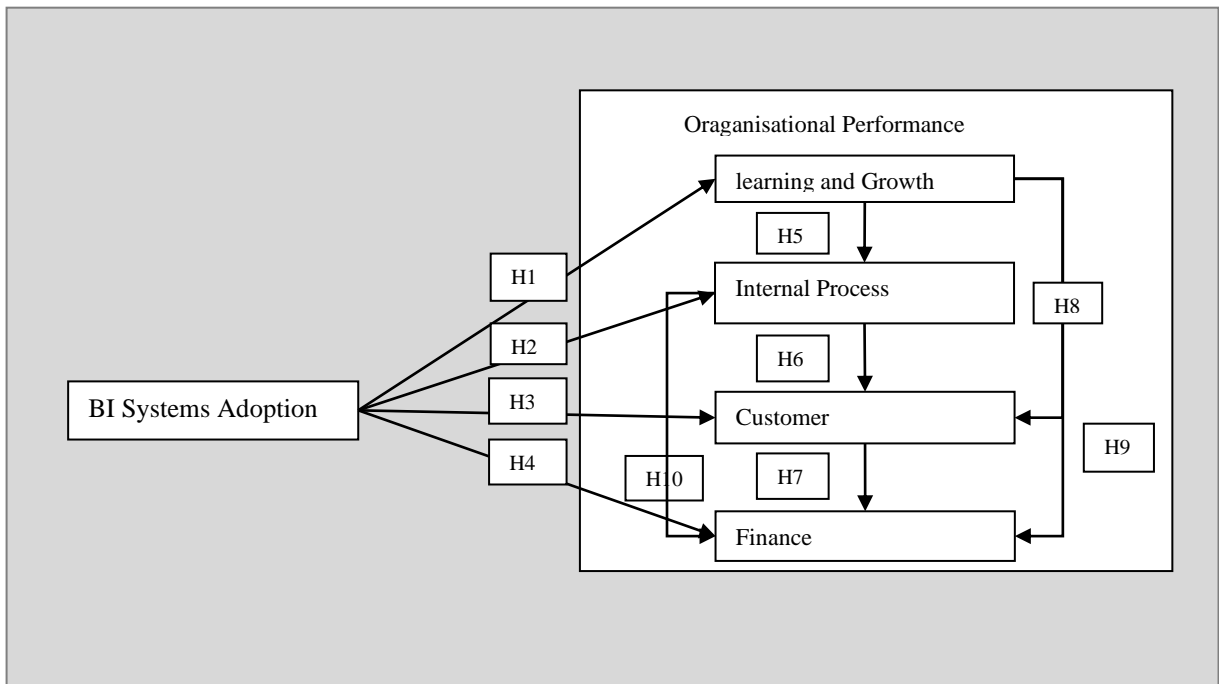 Oraganisational Performance
learning and Growth
H5
H1
Internal Process
H8
H2
H6
BI Systems Adoption
H3
Customer
H9
H4
H10
H7
Finance